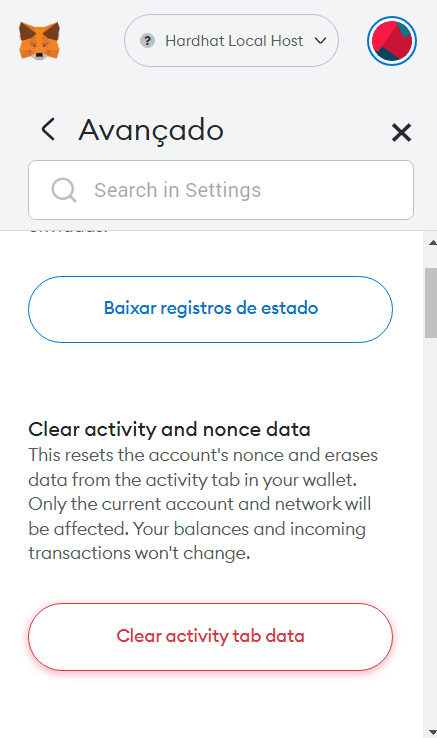 Hardhat Local Host
Avançado
Search in Settings
Baixar registros de estado
Clear activity and nonce data
This resets the account's nonce and erases
data from the activity tab in your wallet.
Only the current account and network will
be affected. Your balances and incoming
transactions won't change.
Clear activity tab data